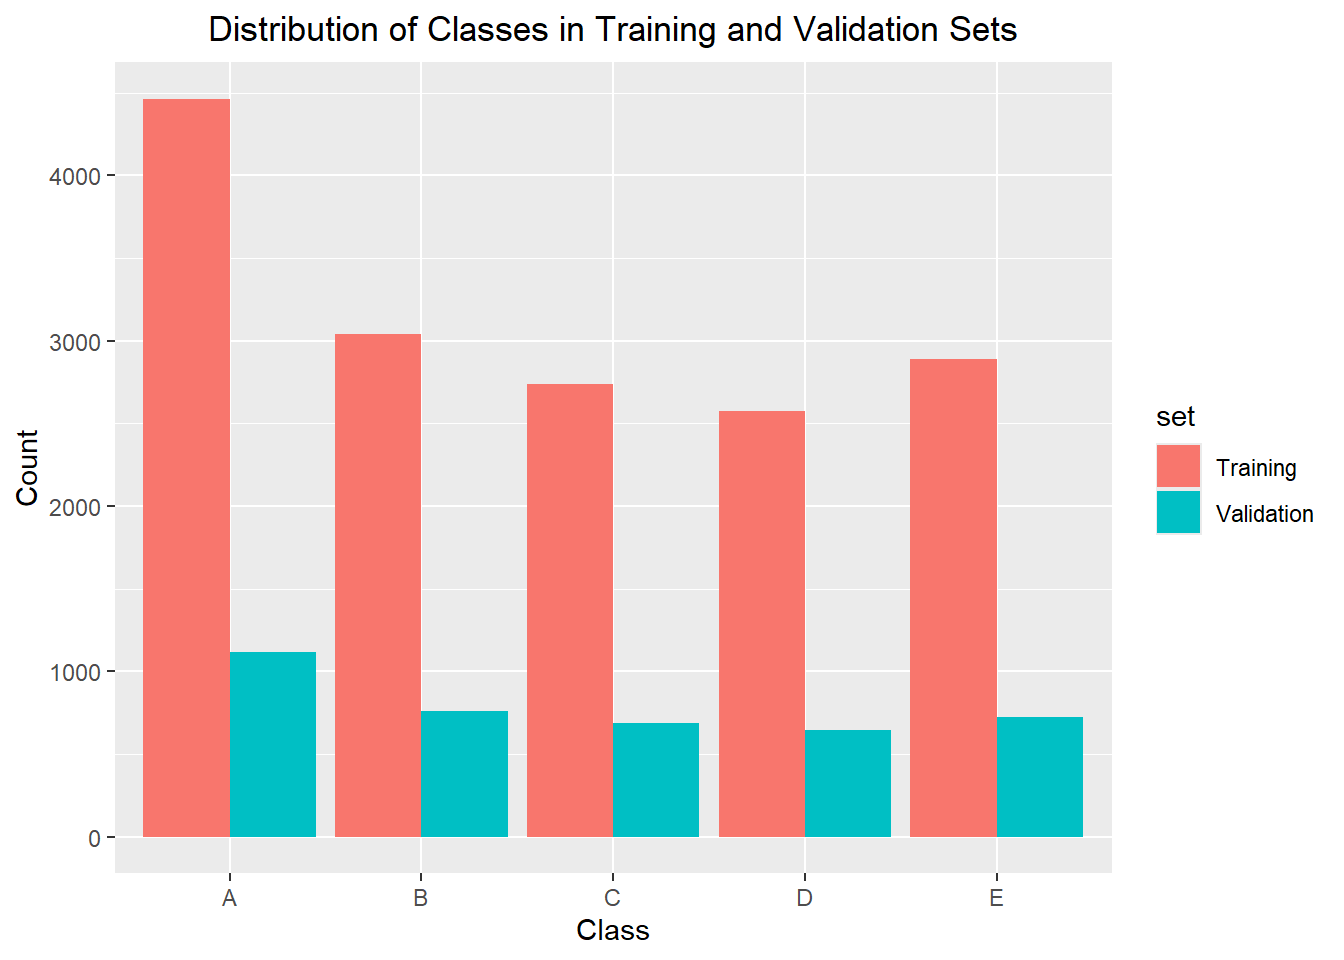 Distribution of Classes in Training and Validation Sets
4000
3000
2000
1000
0
Count
A B C D E
Class
set
Training
Validation